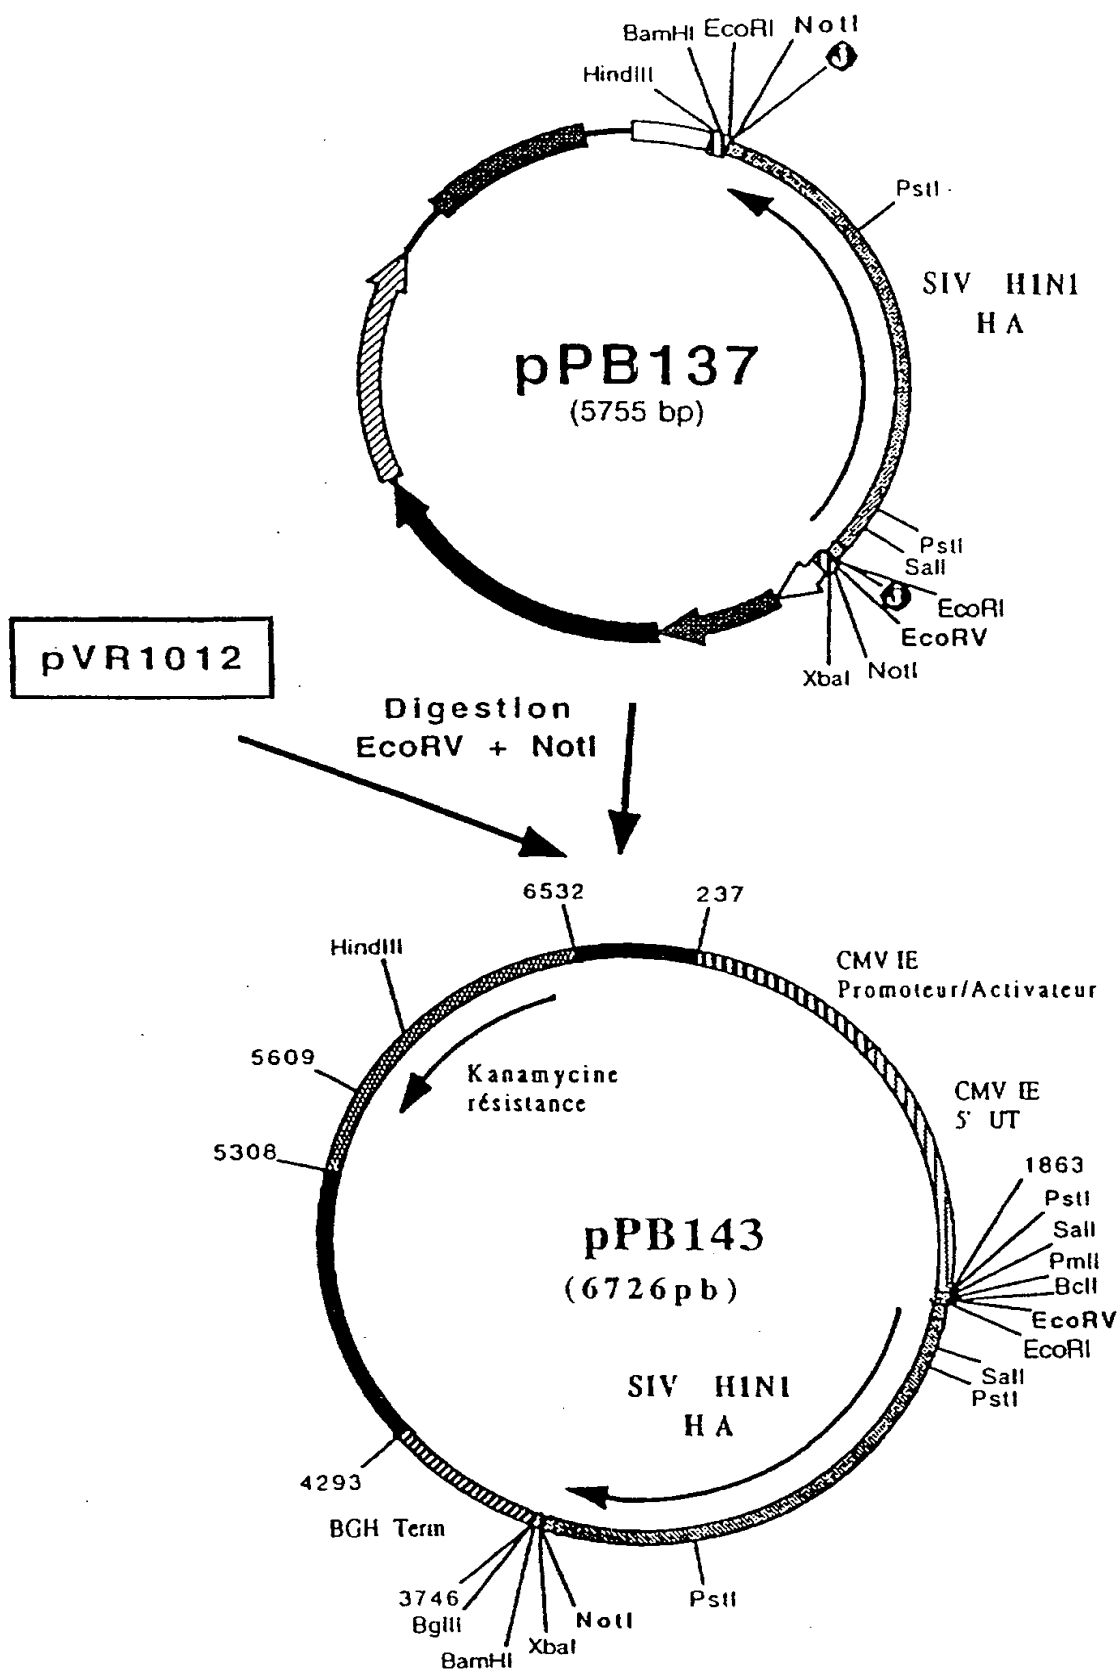 BamHI EcoRI NotI
HindIII
J
PstI
SIV H1N1
HA
pPB137
(5755 bp)
PstI
SalI
J
EcoRI
EcoRV
XbaI NotI
pVR1012
Digestion
EcoRV + NotI
6532
237
HindIII
CMV IE
Promoteur/Activateur
5609
Kanamycine
résistance
CMV IE
5' UT
5308
1863
PstI
SalI
PmlI
BclI
EcoRV
EcoRI
pPB143
(6726pb)
SalI
PstI
SIV H1N1
HA
4293
BGH Term
3746
BglII
BamHI
XbaI
NotI
PstI